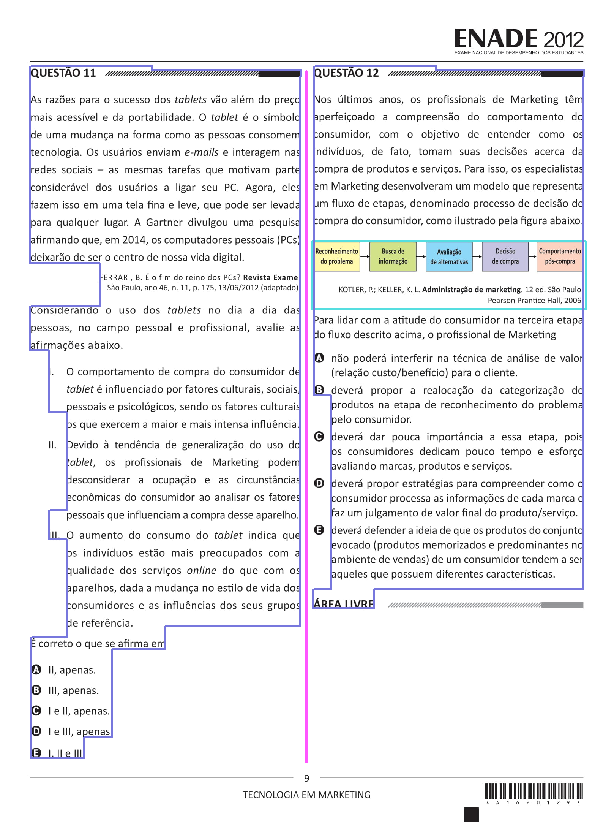 ENADE 2012
EXAME NACIONAL DE DESEMPENHO DOS ESTUDANTES
QUESTÃO 11
As razões para o sucesso dos tablets vão além do preço
mais acessível e da portabilidade. O tablet é o símbolo
de uma mudança na forma como as pessoas consomem
tecnologia. Os usuários enviam e-mails e interagem nas
redes sociais – as mesmas tarefas que motivam parte
considerável dos usuários a ligar seu PC. Agora, eles
fazem isso em uma tela fina e leve, que pode ser levada
para qualquer lugar. A Gartner divulgou uma pesquisa
afirmando que, em 2014, os computadores pessoais (PCs)
deixarão de ser o centro de nossa vida digital.
FERRARI, B. É o fim do reino dos PCs? Revista Exame
São Paulo, ano 46, n. 11, p. 175, 13/06/2012 (adaptado)
Considerando o uso dos tablets no dia a dia das
pessoas, no campo pessoal e profissional, avalie as
afirmações abaixo.
I. O comportamento de compra do consumidor de
tablet é influenciado por fatores culturais, sociais,
pessoais e psicológicos, sendo os fatores culturais
os que exercem a maior e mais intensa influência.
II. Devido à tendência de generalização do uso do
tablet, os profissionais de Marketing podem
desconsiderar a ocupação e as circunstâncias
econômicas do consumidor ao analisar os fatores
pessoais que influenciam a compra desse aparelho.
III. O aumento do consumo do tablet indica que
os indivíduos estão mais preocupados com a
qualidade dos serviços online do que com os
aparelhos, dada a mudança no estilo de vida dos
consumidores e as influências dos seus grupos
de referência.
É correto o que se afirma em
A II, apenas.
B III, apenas.
C I e II, apenas.
D I e III, apenas
E I, II e III
QUESTÃO 12
Nos últimos anos, os profissionais de Marketing têm
aperfeiçoado a compreensão do comportamento do
consumidor, com o objetivo de entender como os
indivíduos, de fato, tomam suas decisões acerca da
compra de produtos e serviços. Para isso, os especialistas
em Marketing desenvolveram um modelo que representa
um fluxo de etapas, denominado processo de decisão de
compra do consumidor, como ilustrado pela figura abaixo.
Reconhecimento
do problema
Busca de
informação
Avaliação
de alternativas
Decisão
de compra
Comportamento
pós-compra
KOTLER, P.; KELLER, K. L. Administração de marketing. 12 ed. São Paulo
Pearson Prantice Hall, 2006
Para lidar com a atitude do consumidor na terceira etapa
do fluxo descrito acima, o profissional de Marketing
A não poderá interferir na técnica de análise de valor
(relação custo/benefício) para o cliente.
B deverá propor a realocação da categorização de
produtos na etapa de reconhecimento do problema
pelo consumidor.
C deverá dar pouca importância a essa etapa, pois
os consumidores dedicam pouco tempo e esforço
avaliando marcas, produtos e serviços.
D deverá propor estratégias para compreender como o
consumidor processa as informações de cada marca e
faz um julgamento de valor final do produto/serviço.
E deverá defender a ideia de que os produtos do conjunto
evocado (produtos memorizados e predominantes no
ambiente de vendas) de um consumidor tendem a ser
aqueles que possuem diferentes características.
ÁREA LIVRE
9
TECNOLOGIA EM MARKETING